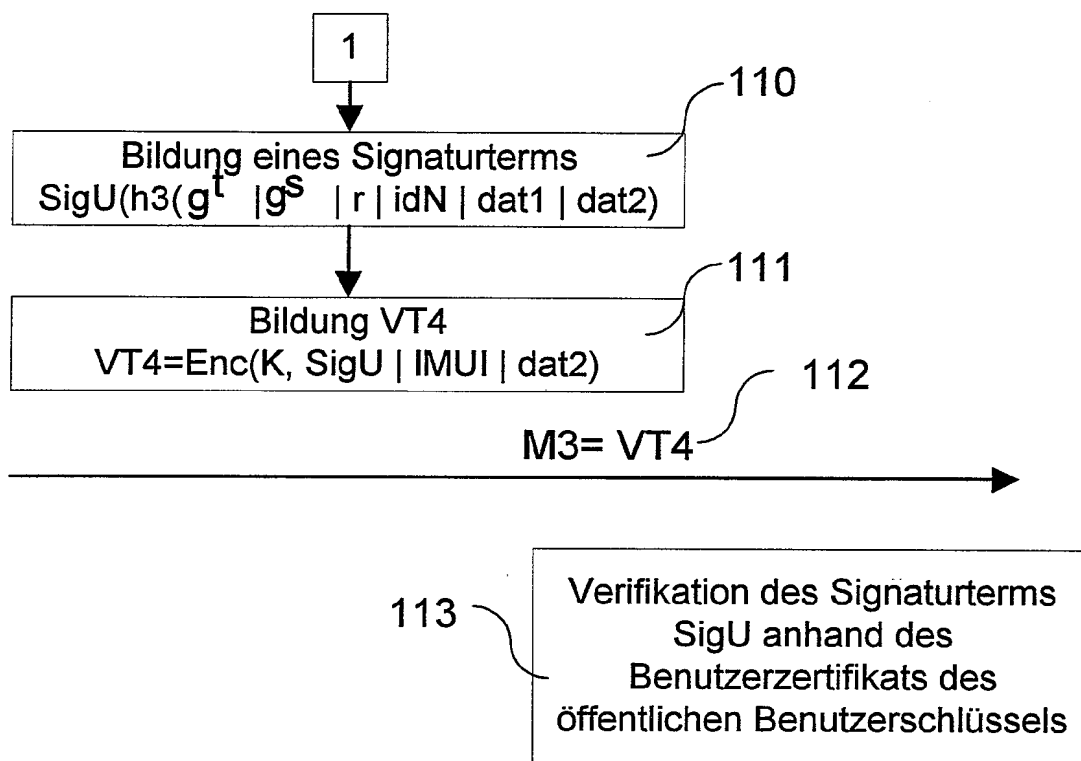 1
110
Bildung eines Signaturterms
SigU(h3(g^t |g^s | r | idN | dat1 | dat2)
111
Bildung VT4
VT4=Enc(K, SigU | IMUI | dat2)
112
M3= VT4
113
Verifikation des Signaturterms
SigU anhand des
Benutzerzertifikats des
öffentlichen Benutzerschlüssels